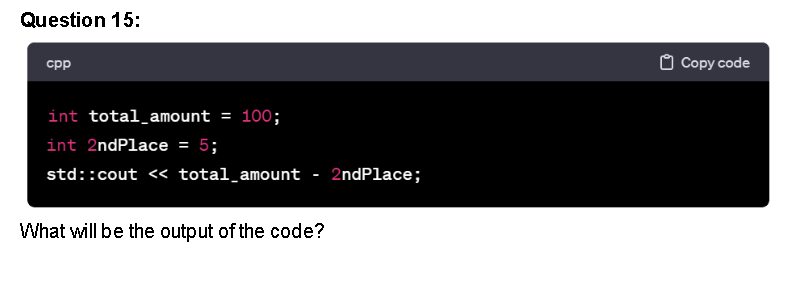 Question 15:
cpp Copy code
int total_amount = 100;
int 2ndPlace = 5;
std::cout << total_amount - 2ndPlace;
What will be the output of the code?